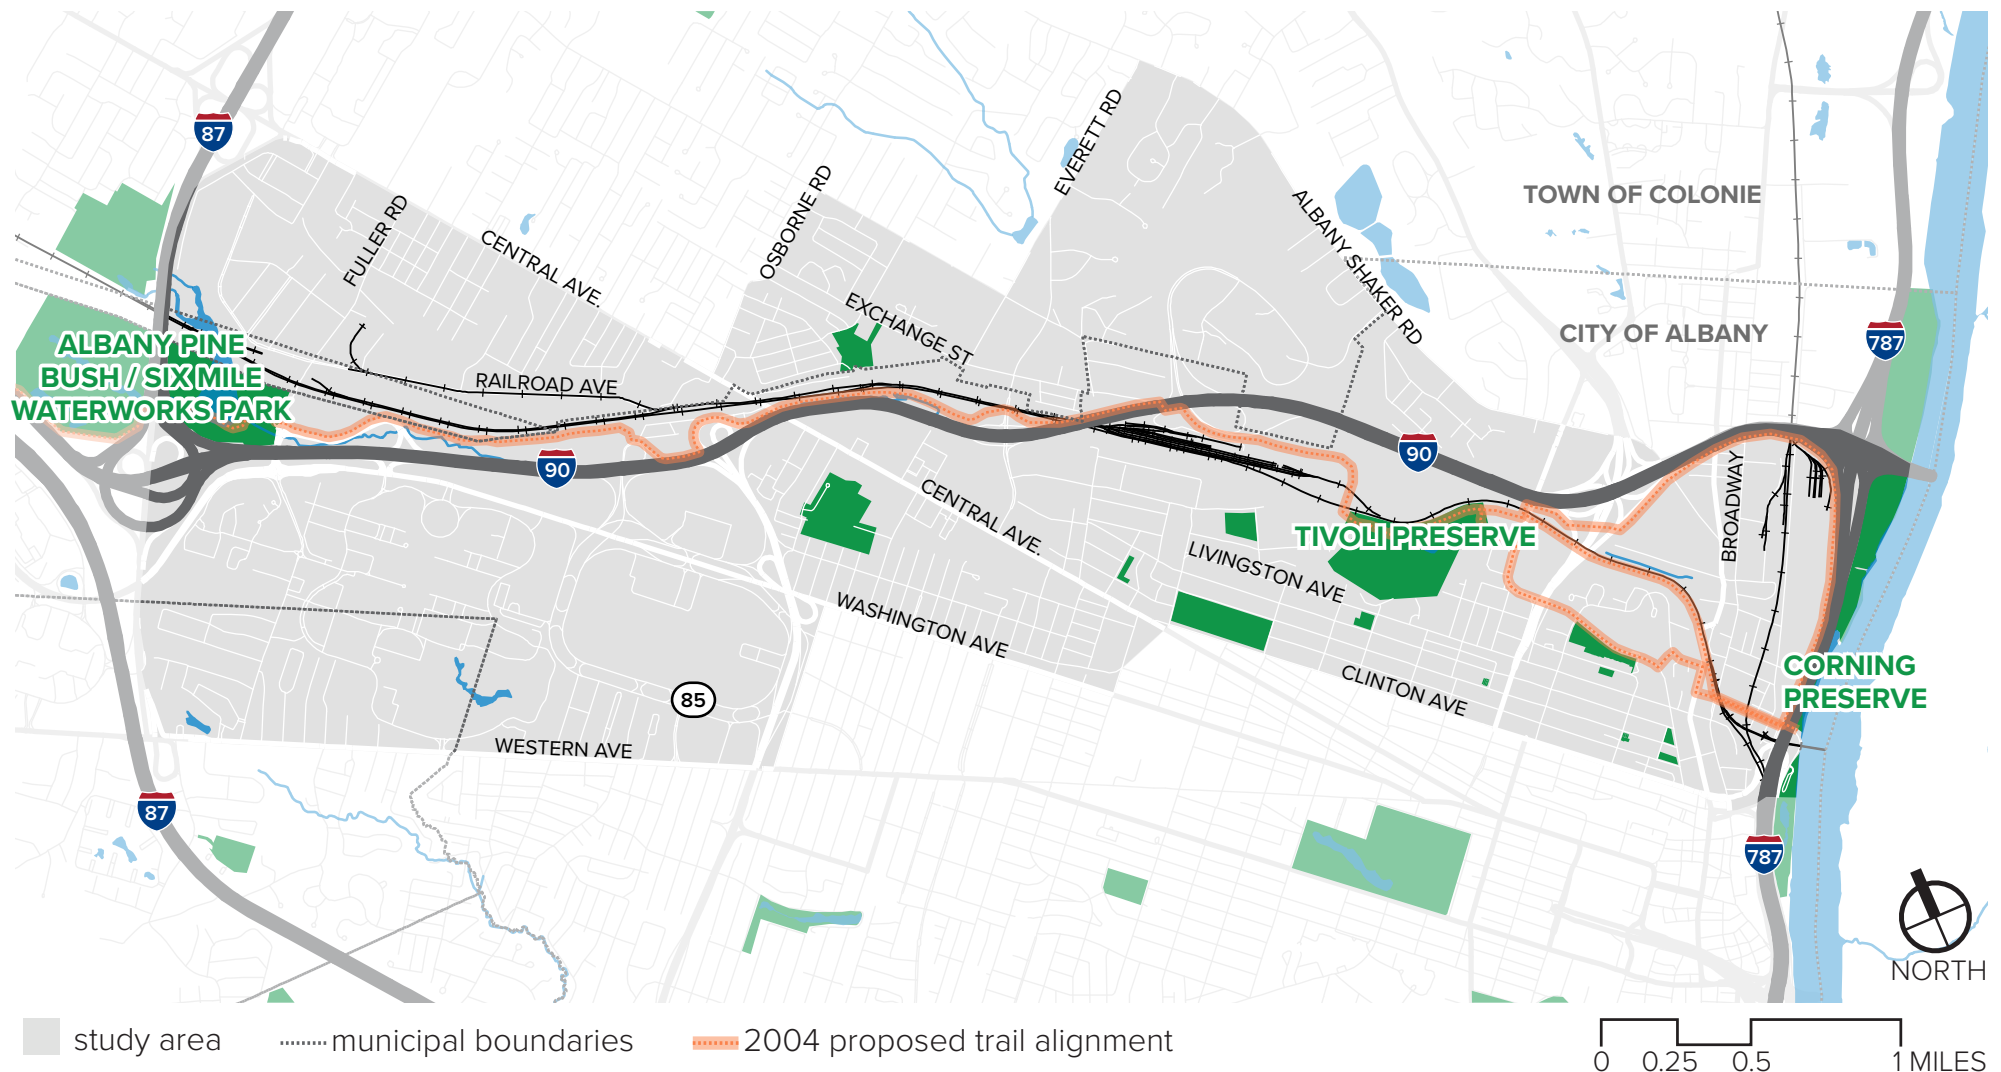 87
EVERETT RD
OSBORNE RD
FULLER RD
CENTRAL AVE.
ALBANY SHAKER RD
TOWN OF COLONIE
EXCHANGE ST
CITY OF ALBANY
787
ALBANY PINE
BUSH / SIX MILE
WATERWORKS PARK
RAILROAD AVE
90
90
BROADWAY
CENTRAL AVE.
TIVOLI PRESERVE
LIVINGSTON AVE
WASHINGTON AVE
CORNING
PRESERVE
CLINTON AVE
85
WESTERN AVE
87
787
NORTH
study area
municipal boundaries
2004 proposed trail alignment
0 0.25 0.5 1 MILES